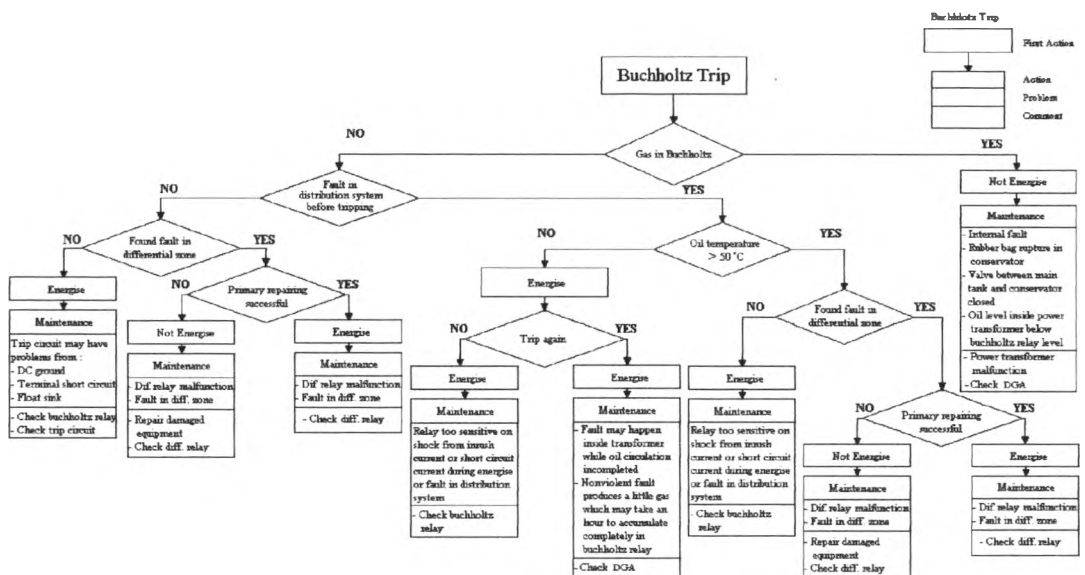 Buchholtz Trip
First Action
Action
Problem
Comment
Buchholtz Trip
NO
Gas in Buchholtz
YES
NO
Fault in
distribution system
before tripping
YES
Not Energise
Maintenance
- Internal fault
- Rubber bag rupture in
conservator
- Valve between main
tank and conservator
closed
- Oil level inside power
transformer below
buchholtz relay level
- Power transformer
malfunction
- Check DGA
NO
Found fault in
differential zone
YES
Energise
Maintenance
Trip circuit may have
problems from :
- DC ground
- Terminal short circuit
- Float sink
- Check buchholtz relay
- Check trip circuit
NO
Primary repairing
successful
YES
Not Energise
Maintenance
- Dif. relay malfunction
- Fault in diff. zone
- Repair damaged
equipment
- Check diff. relay
Energise
Maintenance
- Dif. relay malfunction
- Fault in diff. zone
- Check diff. relay
NO
Oil temperature
> 50 °C
YES
Energise
NO
Trip again
YES
Energise
Maintenance
Relay too sensitive on
shock from inrush
current or short circuit
current during energise
or fault in distribution
system
- Check buchholtz
relay
Energise
Maintenance
- Fault may happen
inside transformer
while oil circulation
incompleted
- Nonviolent fault
produces a little gas
which may take an
hour to accumulate
completely in
buchholtz relay
- Check DGA
NO
Found fault in
differential zone
YES
Energise
Maintenance
Relay too sensitive on
shock from inrush
current or short circuit
current during energise
or fault in distribution
system
- Check buchholtz
relay
NO
Primary repairing
successful
YES
Not Energise
Maintenance
- Dif. relay malfunction
- Fault in diff. zone
- Repair damaged
equipment
- Check diff. relay
Energise
Maintenance
- Dif. relay malfunction
- Fault in diff. zone
- Check diff. relay